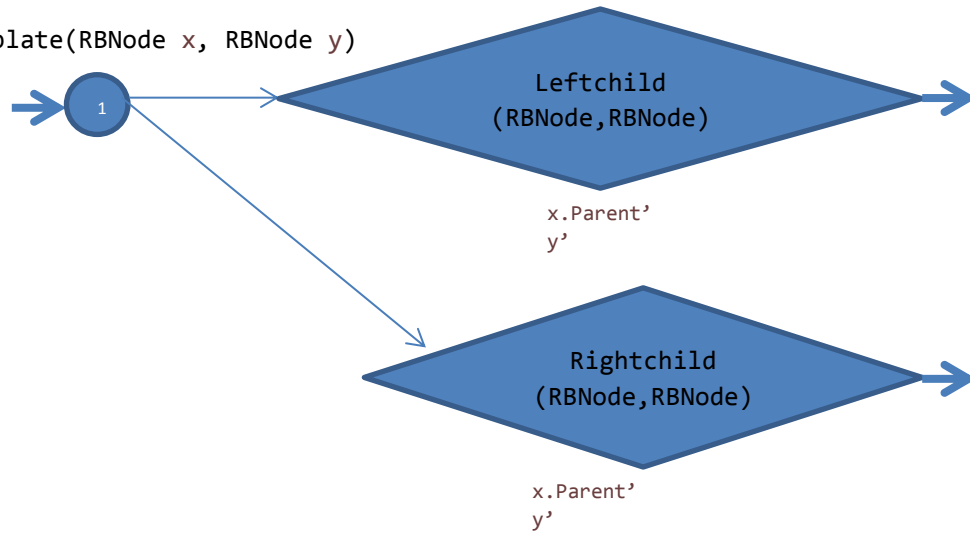 plate(RBNode x, RBNode y)
1
Leftchild
(RBNode,RBNode)
x.Parent’
y’
Rightchild
(RBNode,RBNode)
x.Parent’
y’